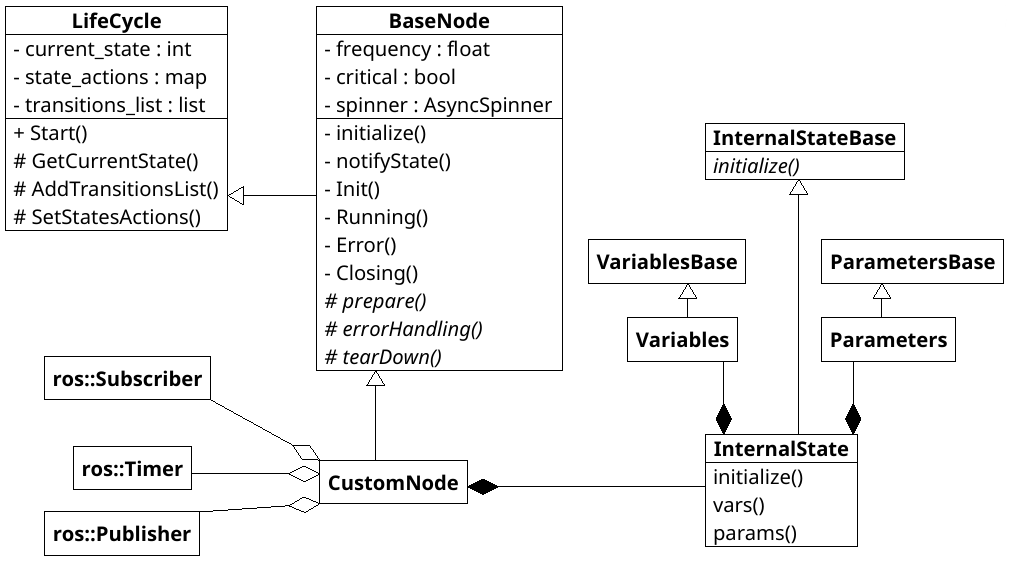 LifeCycle
- current_state : int
- state_actions : map
- transitions_list : list
+ Start()
# GetCurrentState()
# AddTransitionsList()
# SetStatesActions()
BaseNode
- frequency : float
- critical : bool
- spinner : AsyncSpinner
- initialize()
- notifyState()
- Init()
- Running()
- Error()
- Closing()
# prepare()
# errorHandling()
# tearDown()
InternalStateBase
initialize()
VariablesBase
ParametersBase
Variables
Parameters
ros::Subscriber
ros::Timer
ros::Publisher
CustomNode
InternalState
initialize()
vars()
params()